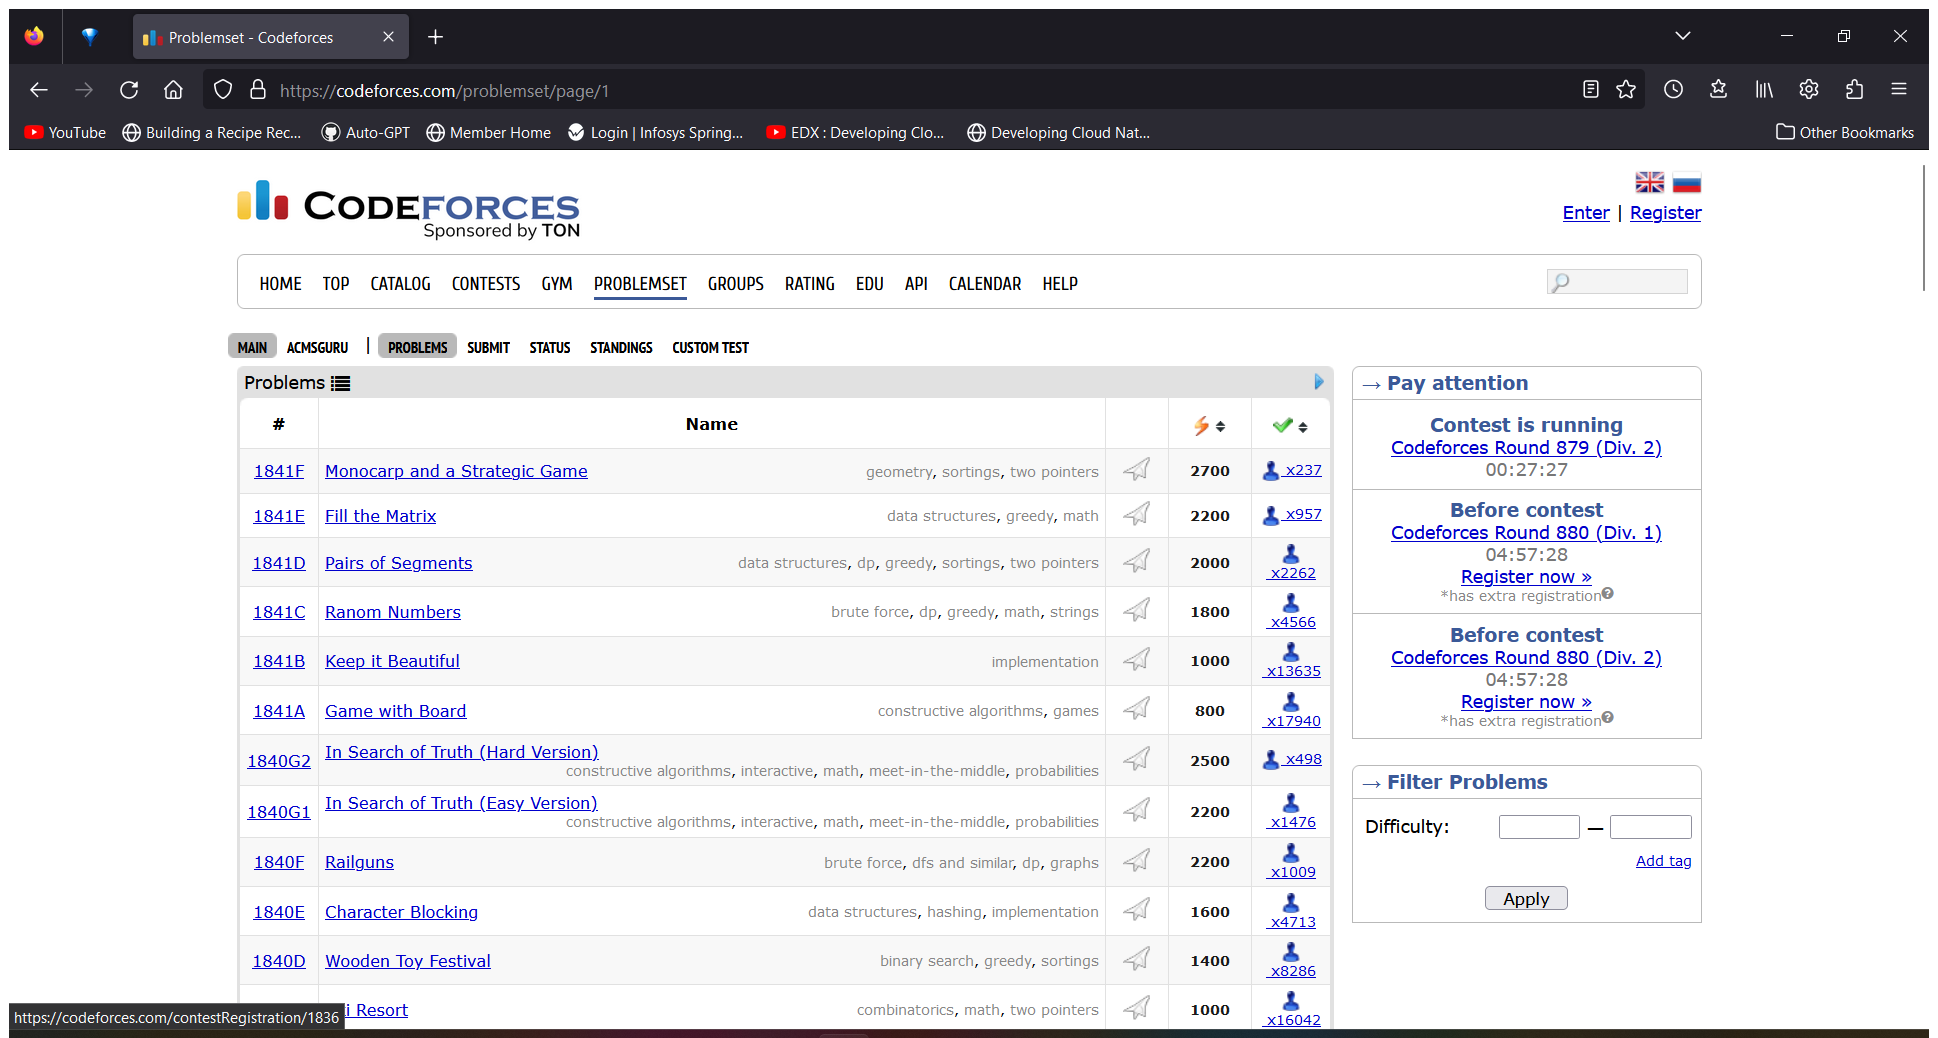 Problemset - Codeforces
https://codeforces.com/problemset/page/1
YouTube Building a Recipe Rec... Auto-GPT Member Home Login | Infosys Spring... EDX : Developing Clo... Developing Cloud Nat... Other Bookmarks
CODEFORCES
Sponsored by TON
Enter | Register
HOME TOP CATALOG CONTESTS GYM PROBLEMSET GROUPS RATING EDU API CALENDAR HELP
MAIN ACMSGURU | PROBLEMS SUBMIT STATUS STANDINGS CUSTOM TEST
Problems
# Name
1841F Monocarp and a Strategic Game geometry, sortings, two pointers 2700 x237
1841E Fill the Matrix data structures, greedy, math 2200 x957
1841D Pairs of Segments data structures, dp, greedy, sortings, two pointers 2000 x2262
1841C Ranom Numbers brute force, dp, greedy, math, strings 1800 x4566
1841B Keep it Beautiful implementation 1000 x13635
1841A Game with Board constructive algorithms, games 800 x17940
1840G2 In Search of Truth (Hard Version) 2500 x498
constructive algorithms, interactive, math, meet-in-the-middle, probabilities
1840G1 In Search of Truth (Easy Version) 2200 x1476
constructive algorithms, interactive, math, meet-in-the-middle, probabilities
1840F Railguns brute force, dfs and similar, dp, graphs 2200 x1009
1840E Character Blocking data structures, hashing, implementation 1600 x4713
1840D Wooden Toy Festival binary search, greedy, sortings 1400 x8286
i Resort combinatorics, math, two pointers 1000 x16042
→ Pay attention
Contest is running
Codeforces Round 879 (Div. 2)
00:27:27
Before contest
Codeforces Round 880 (Div. 1)
04:57:28
Register now »
*has extra registration
Before contest
Codeforces Round 880 (Div. 2)
04:57:28
Register now »
*has extra registration
→ Filter Problems
Difficulty: —
Add tag
Apply
https://codeforces.com/contestRegistration/1836